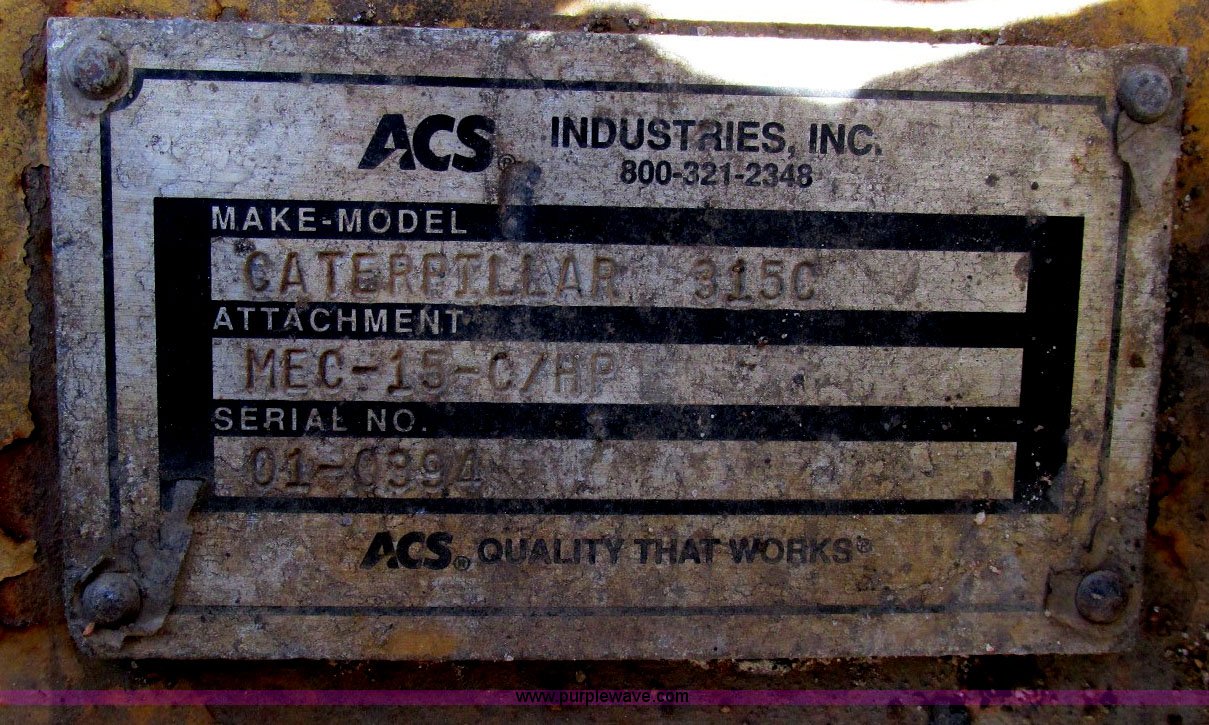 ACS® INDUSTRIES, INC.
800-321-2348
MAKE-MODEL
CATERPILLAR 315C
ATTACHMENT
MEC-15-C/HP
SERIAL NO.
01-0394
ACS® QUALITY THAT WORKS®
www.purplewave.com